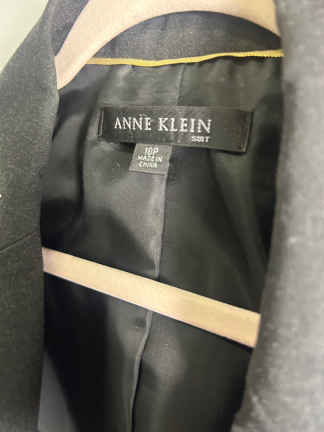 ANNE KLEIN
SUIT
10P
MADE IN
CHINA